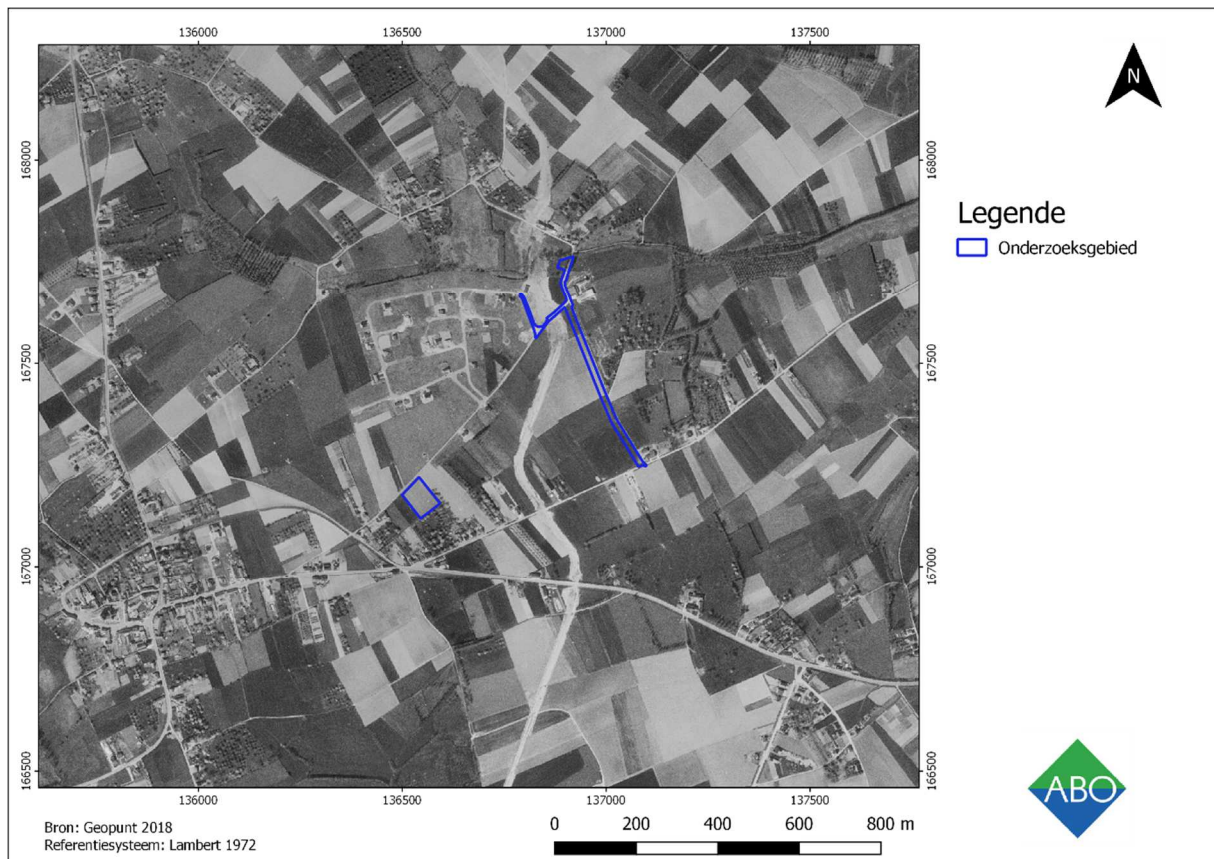 136000 136500 137000 137500
N
168000 168000
Legende
Onderzoeksgebied
167500 167500
167000 167000
166500 166500
136000 136500 137000 137500
ABO
Bron: Geopunt 2018
Referentiesysteem: Lambert 1972
0 200 400 600 800 m